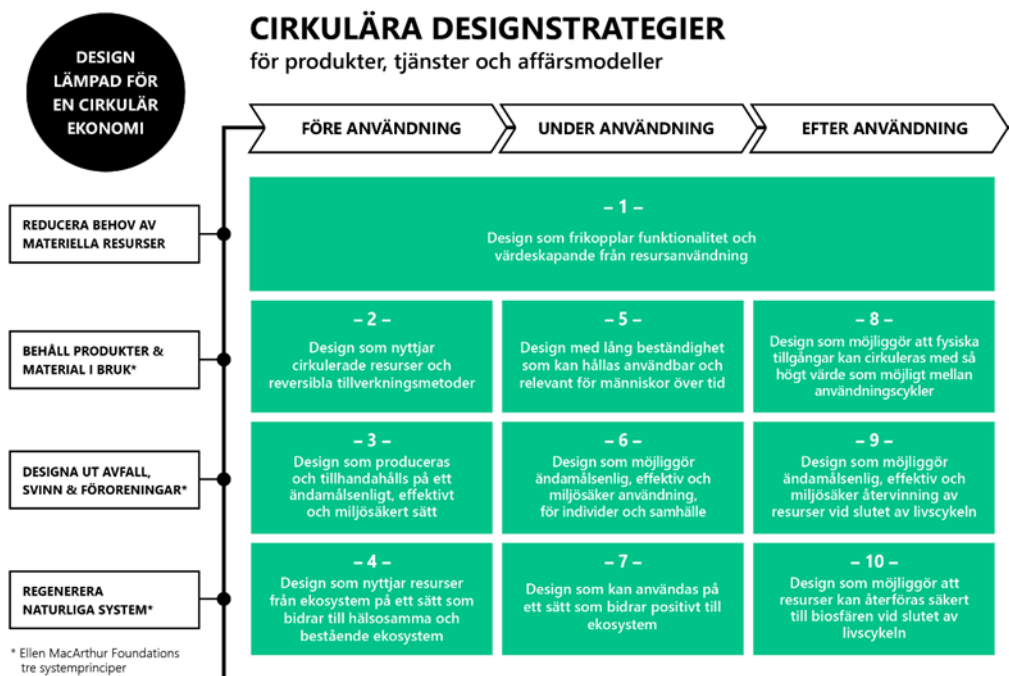 DESIGN
LÄMPAD FÖR
EN CIRKULÄR
EKONOMI
CIRKULÄRA DESIGNSTRATEGIER
för produkter, tjänster och affärsmodeller
FÖRE ANVÄNDNING
UNDER ANVÄNDNING
EFTER ANVÄNDNING
REDUCERA BEHOV AV
MATERIELLA RESURSER
– 1 –
Design som frikopplar funktionalitet och
värdeskapande från resursanvändning
BEHÅLL PRODUKTER &
MATERIAL I BRUK*
– 2 –
Design som nyttjar
cirkulerade resurser och
reversibla tillverkningsmetoder
– 5 –
Design med lång beständighet
som kan hållas användbar och
relevant för människor över tid
– 8 –
Design som möjliggör att fysiska
tillgångar kan cirkuleras med så
högt värde som möjligt mellan
användningscykler
DESIGNA UT AVFALL,
SVINN & FÖRORENINGAR*
– 3 –
Design som produceras
och tillhandahålls på ett
ändamålsenligt, effektivt
och miljösäkert sätt
– 6 –
Design som möjliggör
ändamålsenlig, effektiv och
miljösäker användning,
för individer och samhälle
– 9 –
Design som möjliggör
ändamålsenlig, effektiv och
miljösäker återvinning av
resurser vid slutet av livscykeln
REGENERERA
NATURLIGA SYSTEM*
– 4 –
Design som nyttjar resurser
från ekosystem på ett sätt som
bidrar till hälsosamma och
bestående ekosystem
– 7 –
Design som kan användas på
ett sätt som bidrar positivt till
ekosystem
– 10 –
Design som möjliggör att
resurser kan återföras säkert
till biosfären vid slutet av
livscykeln
* Ellen MacArthur Foundations
tre systemprinciper